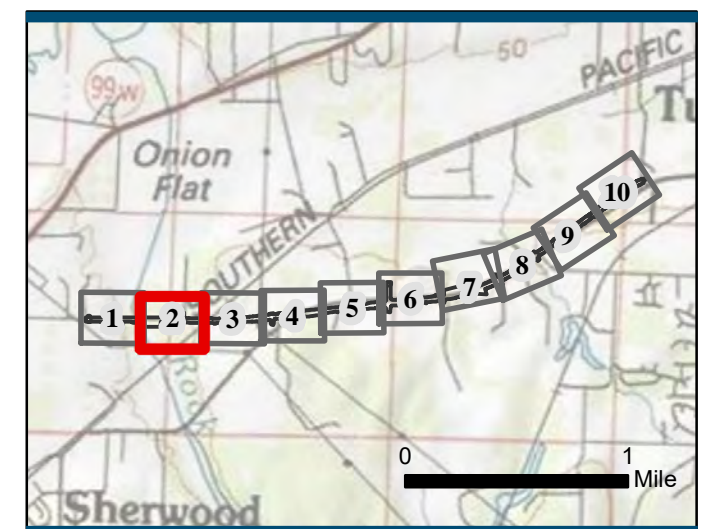 50
PACIFIC
99W
Tu
Onion
Flat
SOUTHERN
10
9
8
7
6
5
4
3
2
1
Rock
0 1
Mile
Sherwood